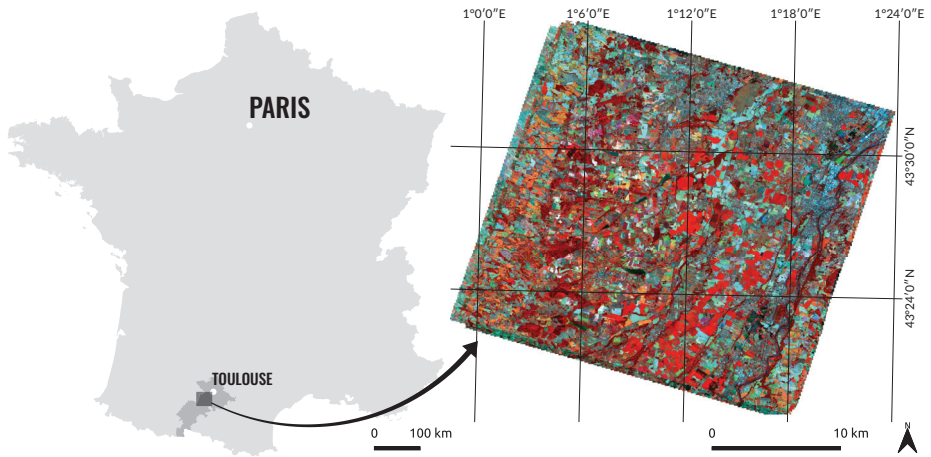 1°0′0″E 1°6′0″E 1°12′0″E 1°18′0″E 1°24′0″E
PARIS
43°30′0″N
43°24′0″N
TOULOUSE
0 100 km
0 10 km
N